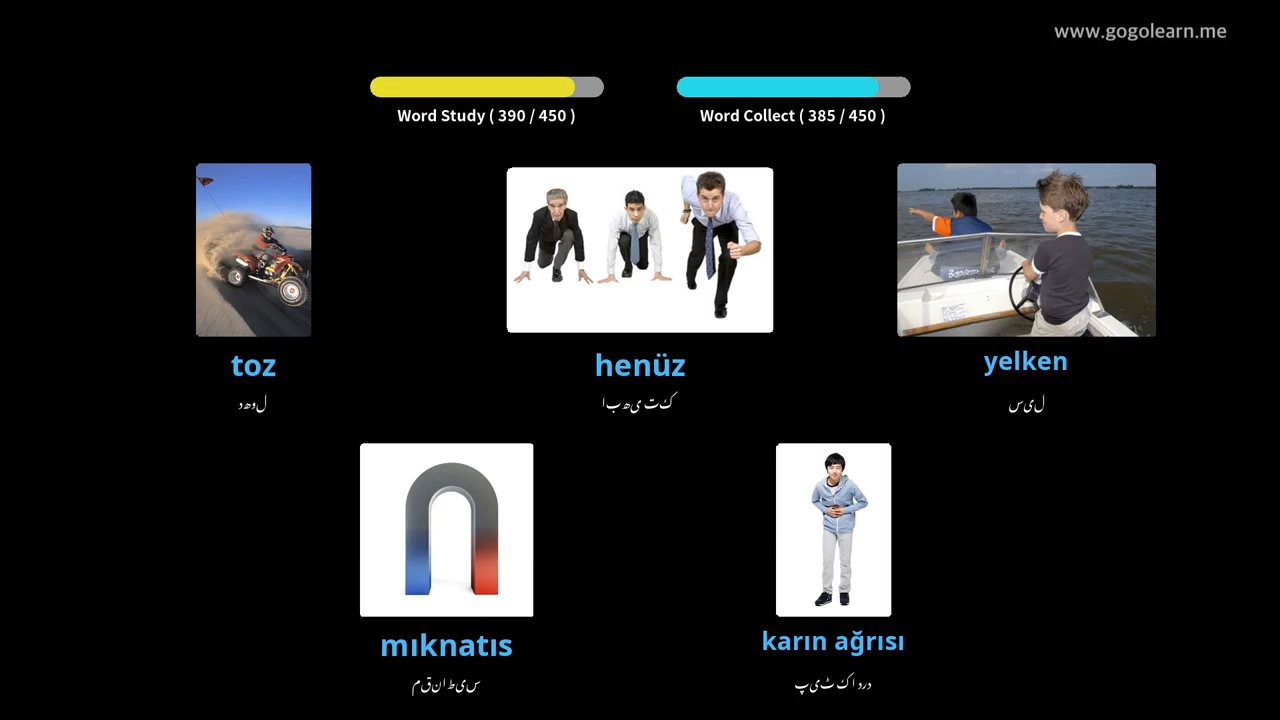 www.gogolearn.me
Word Study ( 390 / 450 )
Word Collect ( 385 / 450 )
toz
دھول
henüz
ابھی تک
yelken
سیل
mıknatıs
مقناطیس
karın ağrısı
پیٹ کا درد